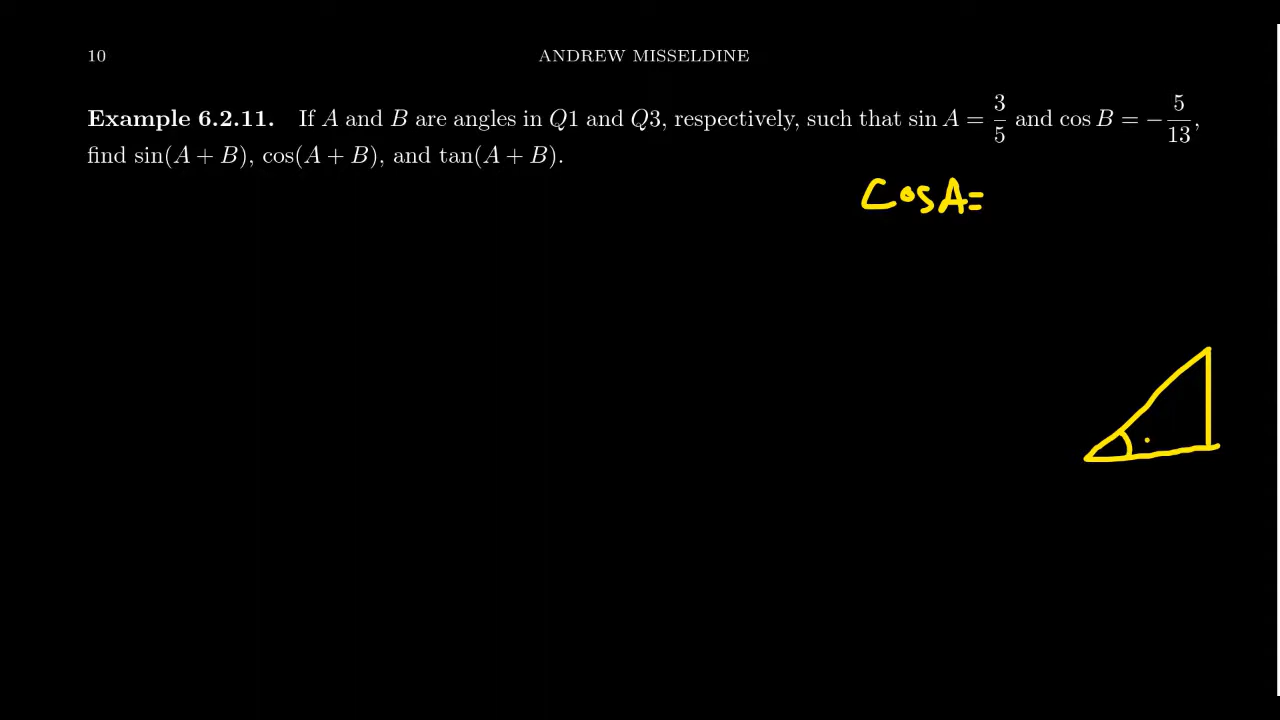 10 ANDREW MISSELDINE
Example 6.2.11. If A and B are angles in Q1 and Q3, respectively, such that sin A = 3/5 and cos B = −5/13,
find sin(A + B), cos(A + B), and tan(A + B).
CosA=